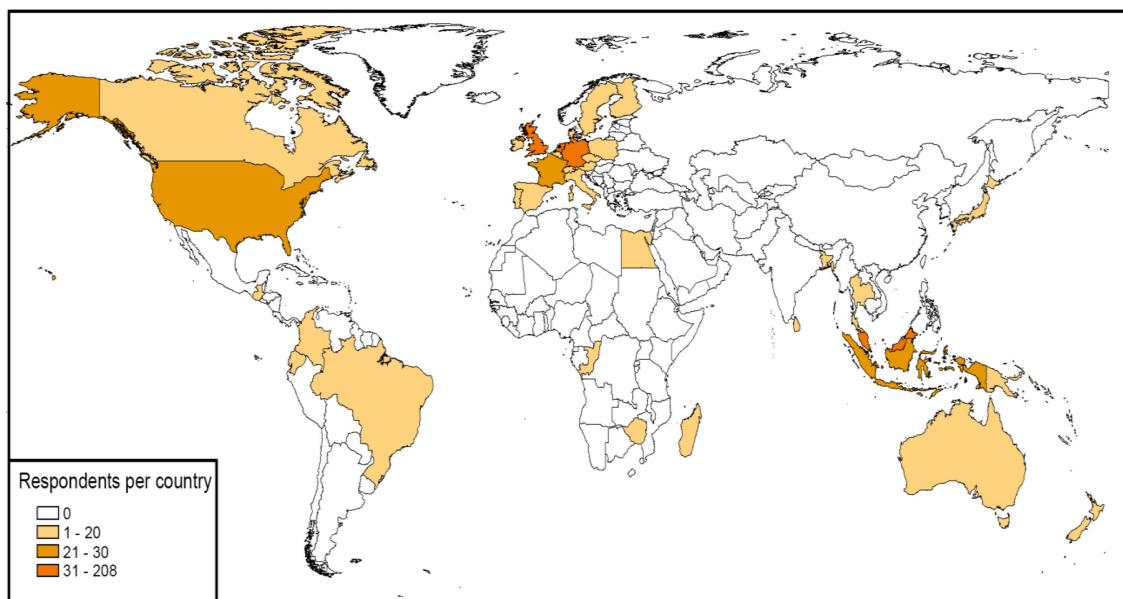 Respondents per country
0
1 - 20
21 - 30
31 - 208